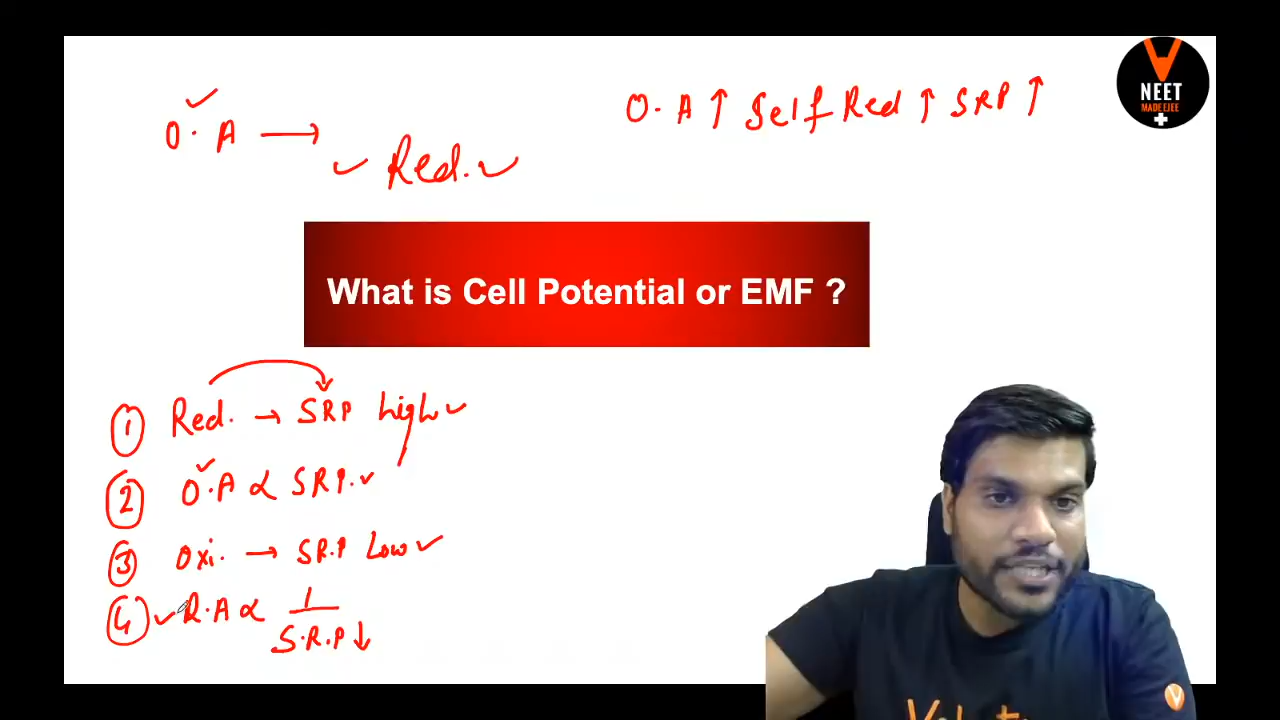 O.A →
✓ Red. ✓
O.A ↑ Self Red ↑ SRP ↑
NEET
MADE EJEE
What is Cell Potential or EMF ?
① Red. → SRP high ✓
② O.A ∝ SRP. ✓
③ Oxi. → S.R.P Low ✓
④ ✓ R.A ∝ 1
S.R.P ↓